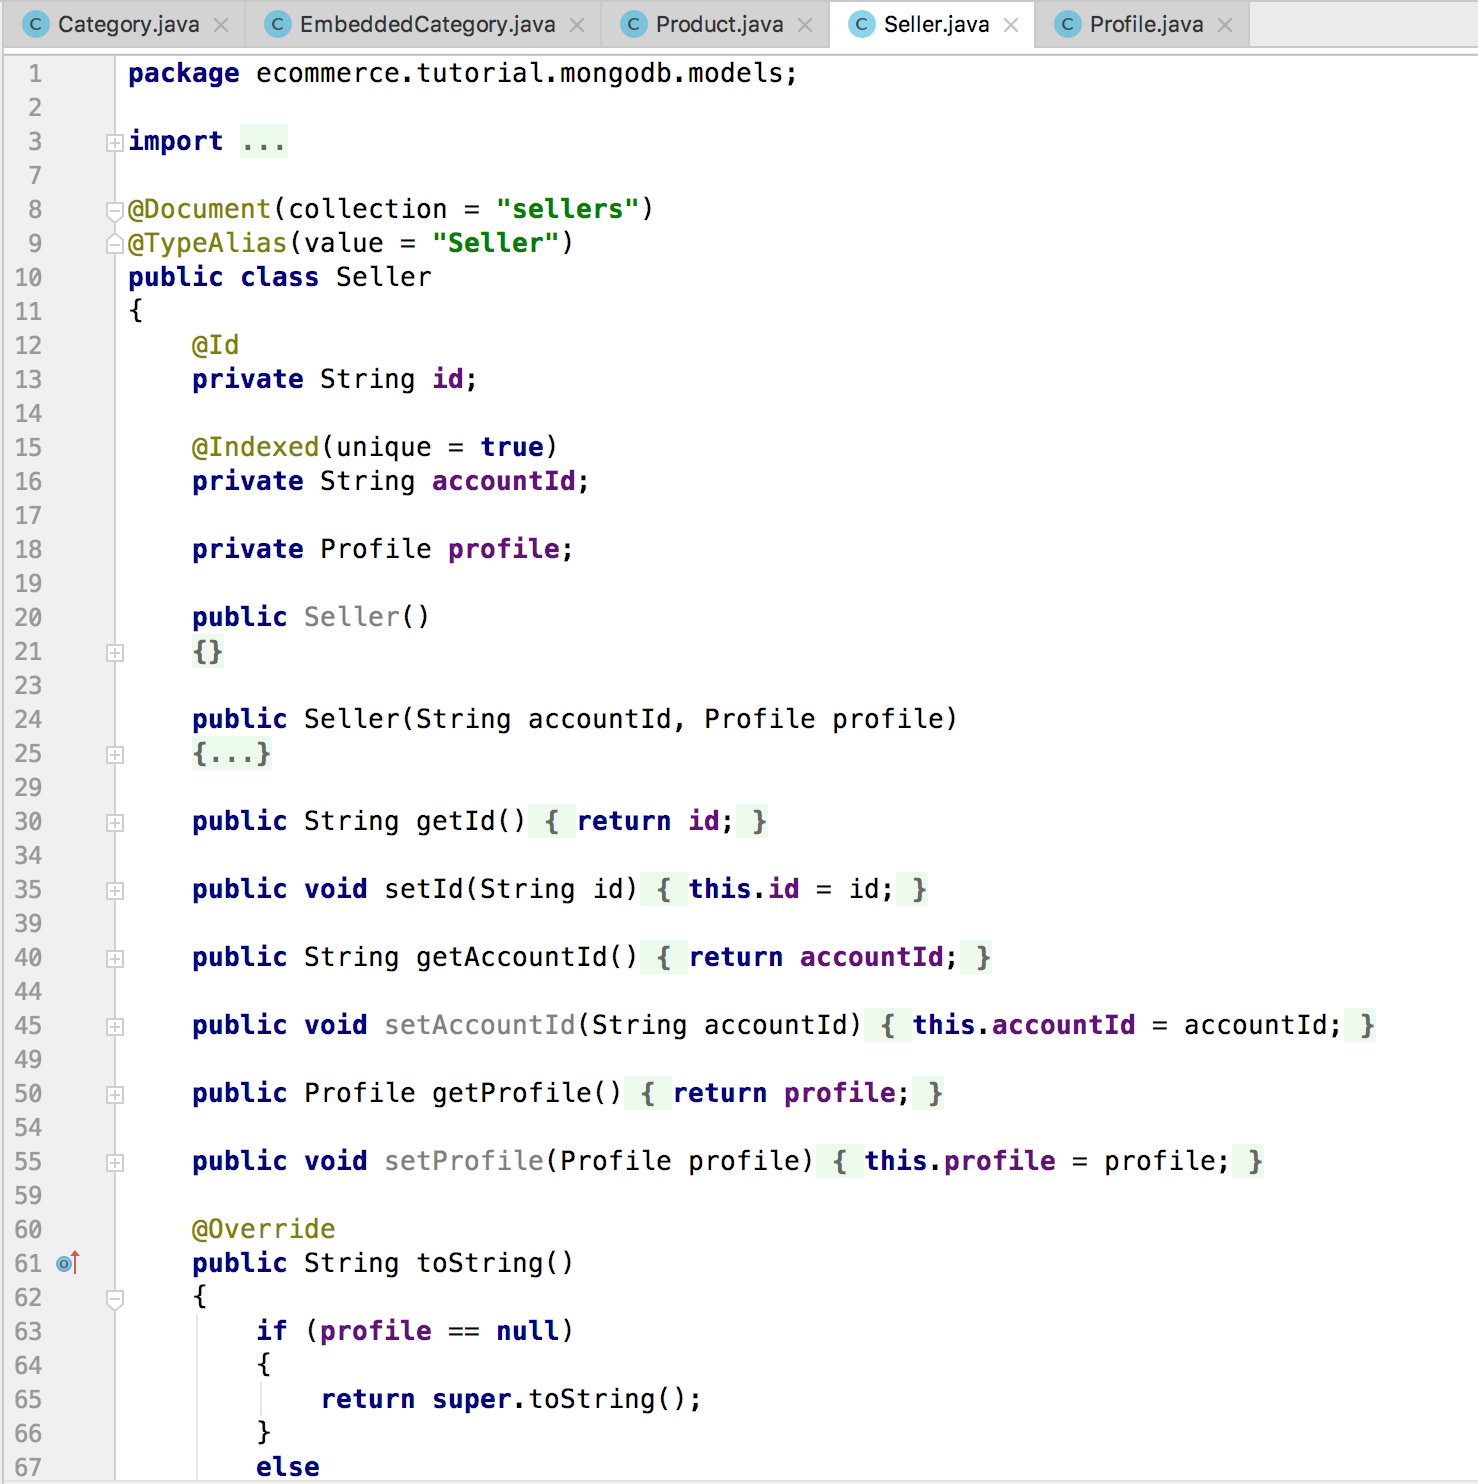 Category.java EmbeddedCategory.java Product.java Seller.java Profile.java
1 package ecommerce.tutorial.mongodb.models;
2
3 import ...
7
8 @Document(collection = "sellers")
9 @TypeAlias(value = "Seller")
10 public class Seller
11 {
12     @Id
13     private String id;
14
15     @Indexed(unique = true)
16     private String accountId;
17
18     private Profile profile;
19
20     public Seller()
21     {}
23
24     public Seller(String accountId, Profile profile)
25     {...}
29
30     public String getId() { return id; }
34
35     public void setId(String id) { this.id = id; }
39
40     public String getAccountId() { return accountId; }
44
45     public void setAccountId(String accountId) { this.accountId = accountId; }
49
50     public Profile getProfile() { return profile; }
54
55     public void setProfile(Profile profile) { this.profile = profile; }
59
60     @Override
61     public String toString()
62     {
63         if (profile == null)
64         {
65             return super.toString();
66         }
67         else